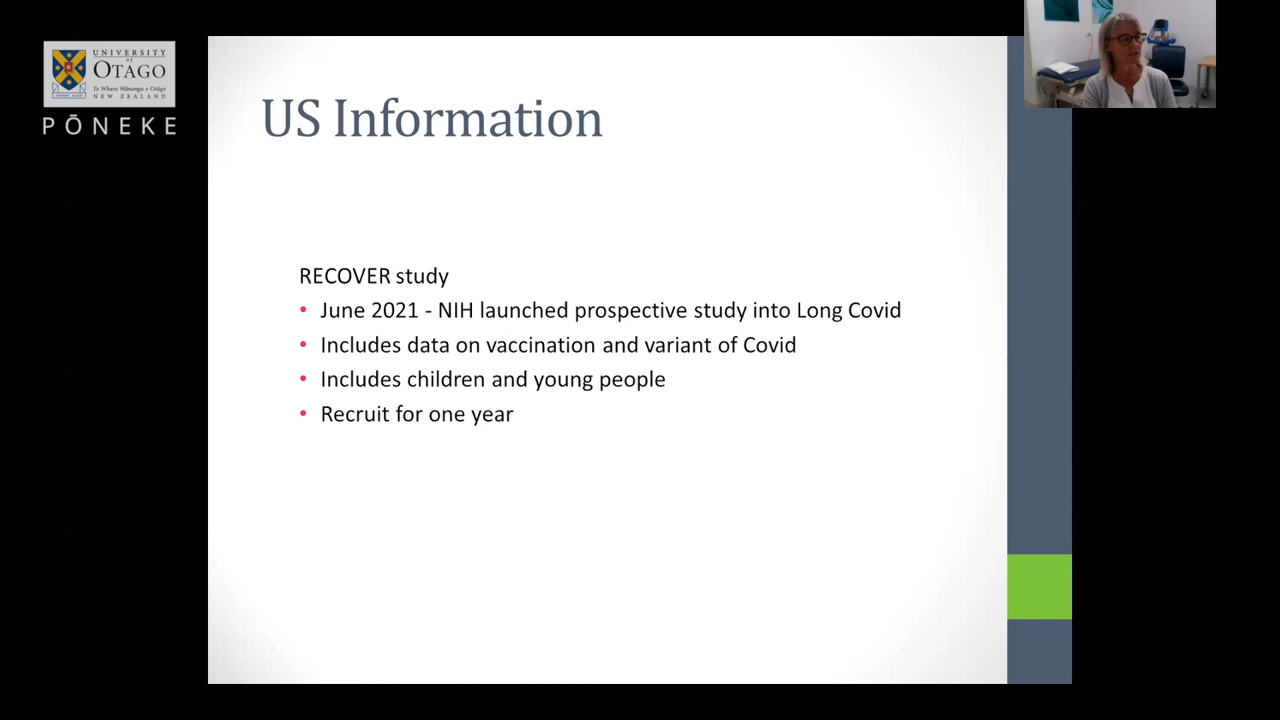 UNIVERSITY
of
OTAGO
Te Whare Wānanga o Otāgo
NEW ZEALAND
PŌNEKE
US Information
RECOVER study
• June 2021 - NIH launched prospective study into Long Covid
• Includes data on vaccination and variant of Covid
• Includes children and young people
• Recruit for one year